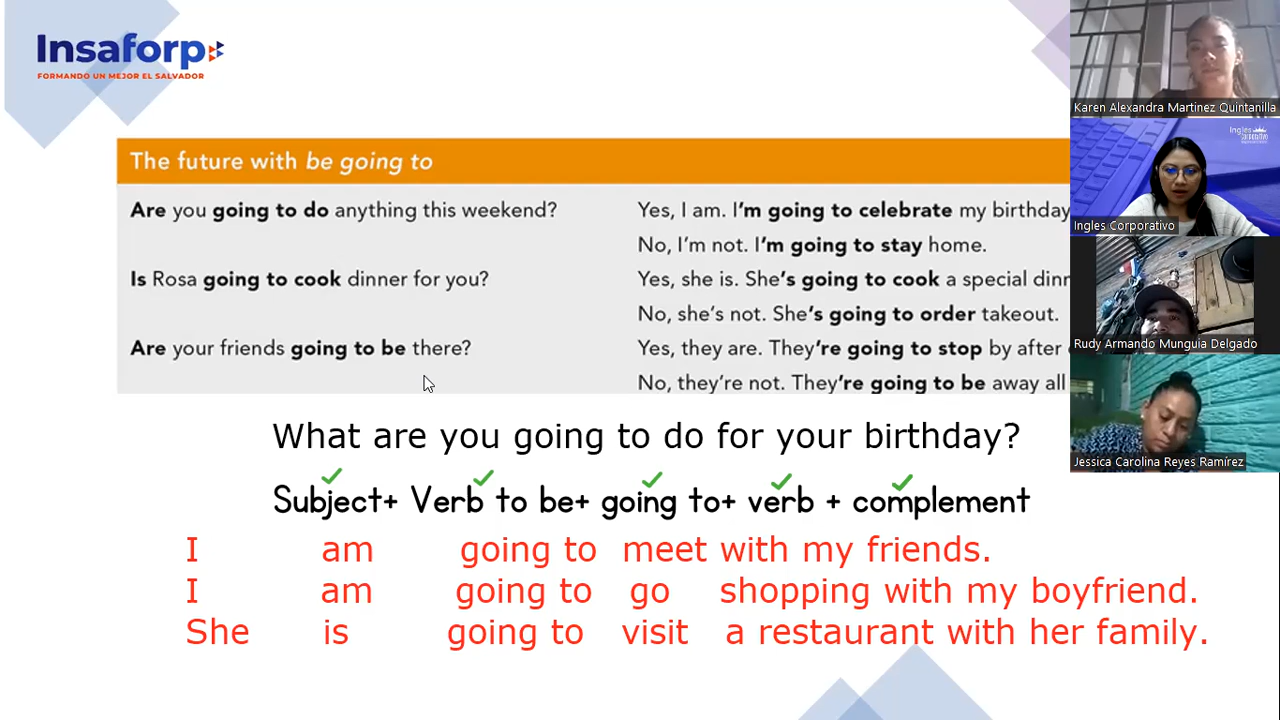 Insaforp
FORMANDO UN MEJOR EL SALVADOR
The future with be going to
Are you going to do anything this weekend?
Yes, I am. I'm going to celebrate my birthday
No, I'm not. I'm going to stay home.
Is Rosa going to cook dinner for you?
Yes, she is. She's going to cook a special dinn
No, she's not. She's going to order takeout.
Are your friends going to be there?
Yes, they are. They're going to stop by after
No, they're not. They're going to be away all
What are you going to do for your birthday?
Subject+ Verb to be+ going to+ verb + complement
I am going to meet with my friends.
I am going to go shopping with my boyfriend.
She is going to visit a restaurant with her family.
Karen Alexandra Martinez Quintanilla
Ingles
Ingles Corporativo
Rudy Armando Munguia Delgado
Jessica Carolina Reyes Ramírez